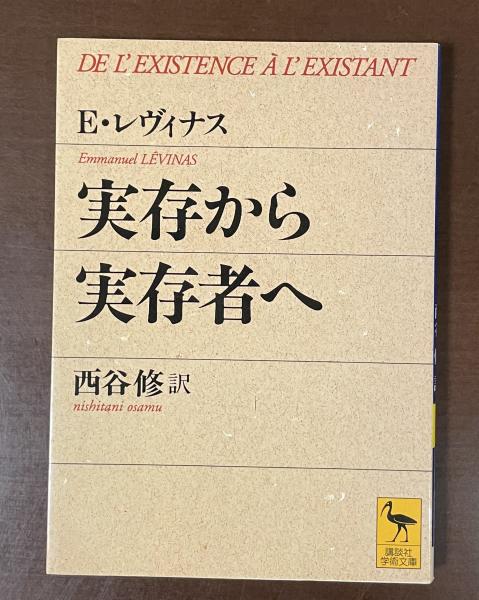 DE L'EXISTENCE À L'EXISTANT
E・レヴィナス
Emmanuel LÊVINAS
実存から
実存者へ
西谷修訳
nishitani osamu
講談社
学術文庫